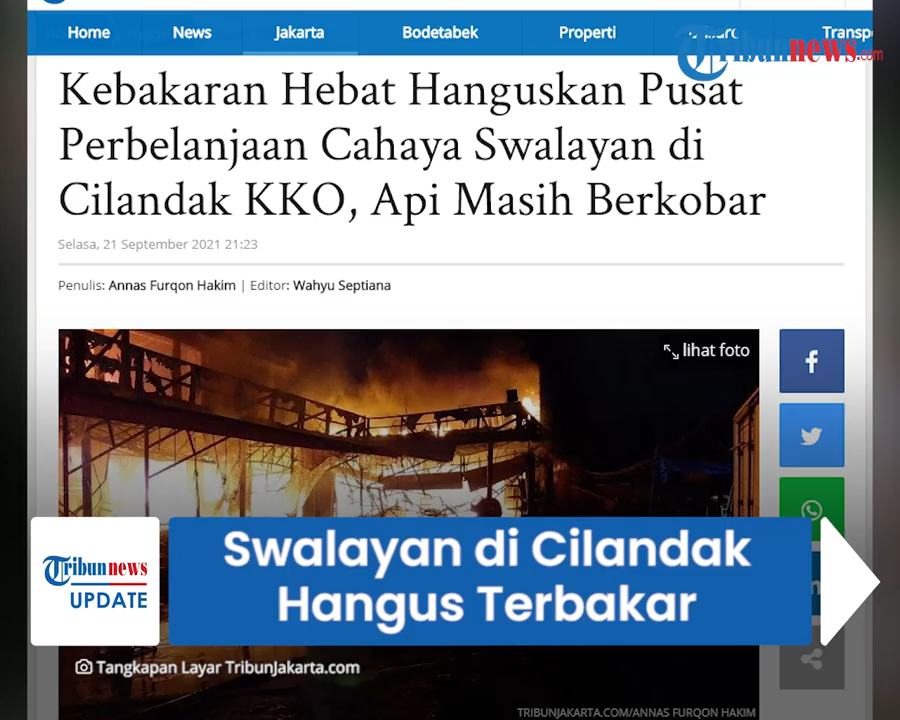 Home News Jakarta Bodetabek Properti
Tribunnews.com
Kebakaran Hebat Hanguskan Pusat
Perbelanjaan Cahaya Swalayan di
Cilandak KKO, Api Masih Berkobar
Selasa, 21 September 2021 21:23
Penulis: Annas Furqon Hakim | Editor: Wahyu Septiana
lihat foto
Swalayan di Cilandak
Hangus Terbakar
Tribunnews
UPDATE
Tangkapan Layar TribunJakarta.com
TRIBUNJAKARTA.COM/ANNAS FURQON HAKIM